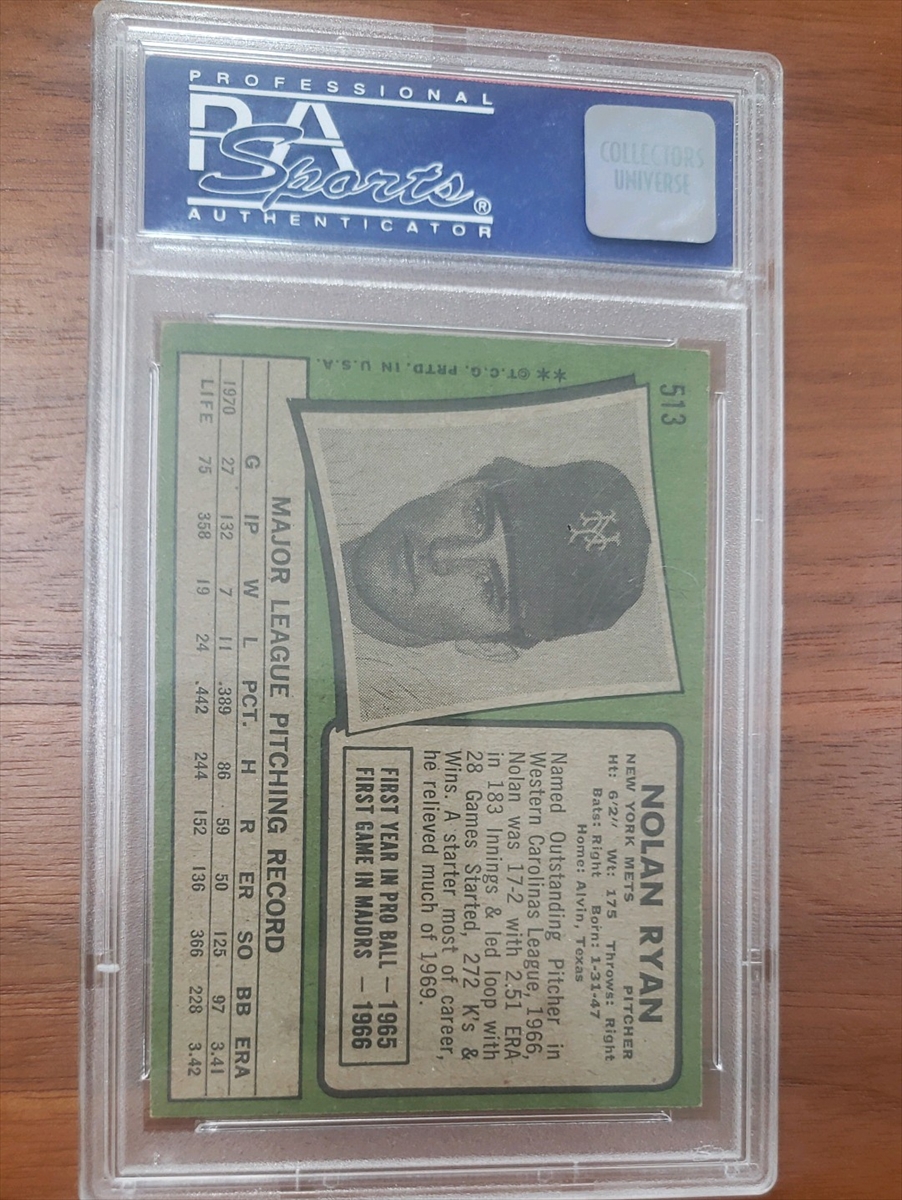 PROFESSIONAL
PSA
Sports®
AUTHENTICATOR
COLLECTORS
UNIVERSE
513
** ©T.C.G. PRTD. IN U.S.A.
NY
NOLAN RYAN
NEW YORK METS PITCHER
Ht: 6'2" Wt: 175 Throws: Right
Bats: Right Born: 1-31-47
Home: Alvin, Texas
Named Outstanding Pitcher in
Western Carolinas League, 1966,
Nolan was 17-2 with 2.51 ERA
in 183 Innings & led loop with
28 Games Started, 272 K's &
Wins. A starter most of career,
he relieved much of 1969.
FIRST YEAR IN PRO BALL — 1965
FIRST GAME IN MAJORS — 1966
MAJOR LEAGUE PITCHING RECORD
G IP W L PCT. H R ER SO BB ERA
1970 27 132 7 11 .389 86 59 50 125 97 3.41
LIFE 75 358 19 24 .442 244 152 136 366 228 3.42